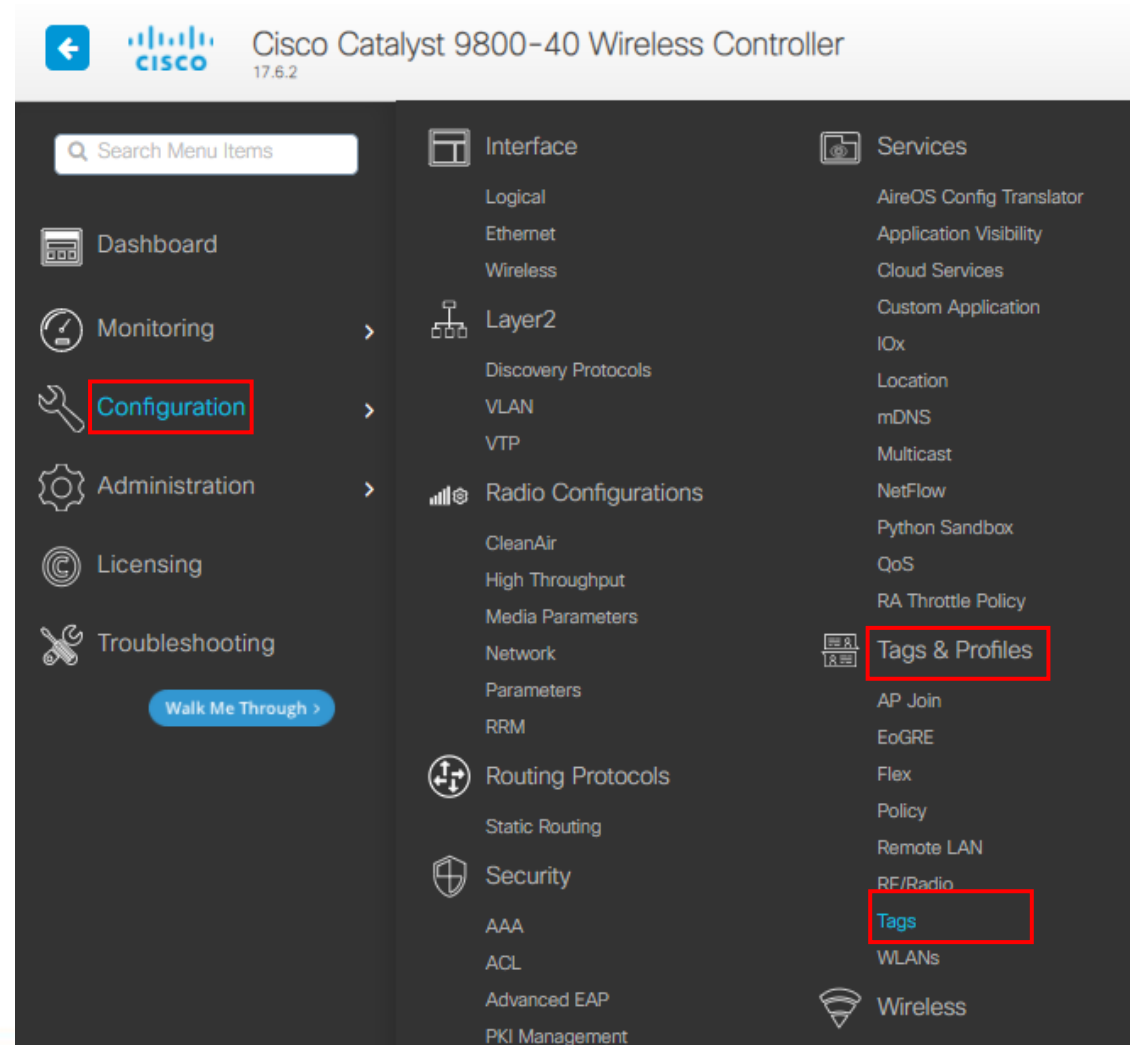 CISCO
Cisco Catalyst 9800-40 Wireless Controller
17.6.2
Search Menu Items
Dashboard
Monitoring
Configuration
Administration
Licensing
Troubleshooting
Walk Me Through >
Interface
Logical
Ethernet
Wireless
Layer2
Discovery Protocols
VLAN
VTP
Radio Configurations
CleanAir
High Throughput
Media Parameters
Network
Parameters
RRM
Routing Protocols
Static Routing
Security
AAA
ACL
Advanced EAP
PKI Management
Services
AireOS Config Translator
Application Visibility
Cloud Services
Custom Application
IOx
Location
mDNS
Multicast
NetFlow
Python Sandbox
QoS
RA Throttle Policy
Tags & Profiles
AP Join
EoGRE
Flex
Policy
Remote LAN
RF/Radio
Tags
WLANs
Wireless